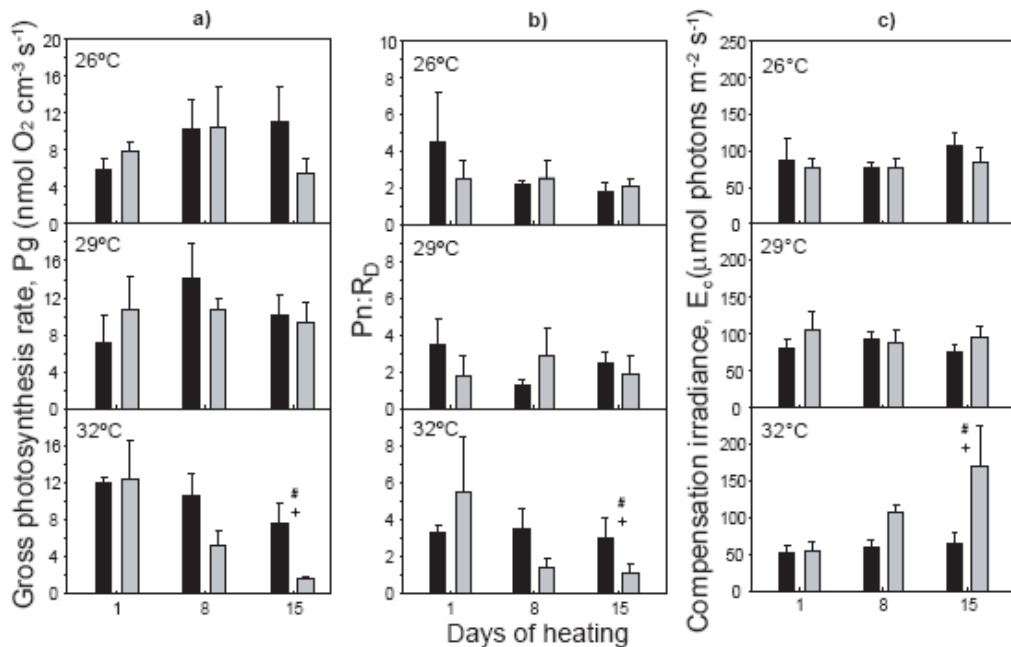 a)
Gross photosynthesis rate, Pg (nmol O2 cm-3 s-1)
20
16
12
8
4
0
26ºC
16
12
8
4
0
29ºC
16
12
8
4
0
32ºC
#
+
1 8 15
b)
Pn:RD
10
8
6
4
2
0
26ºC
8
6
4
2
0
29ºC
8
6
4
2
0
32ºC
#
+
1 8 15
Days of heating
c)
Compensation irradiance, Ec (μmol photons m-2 s-1)
250
200
150
100
50
0
26°C
200
150
100
50
0
29°C
200
150
100
50
0
32°C
#
+
1 8 15